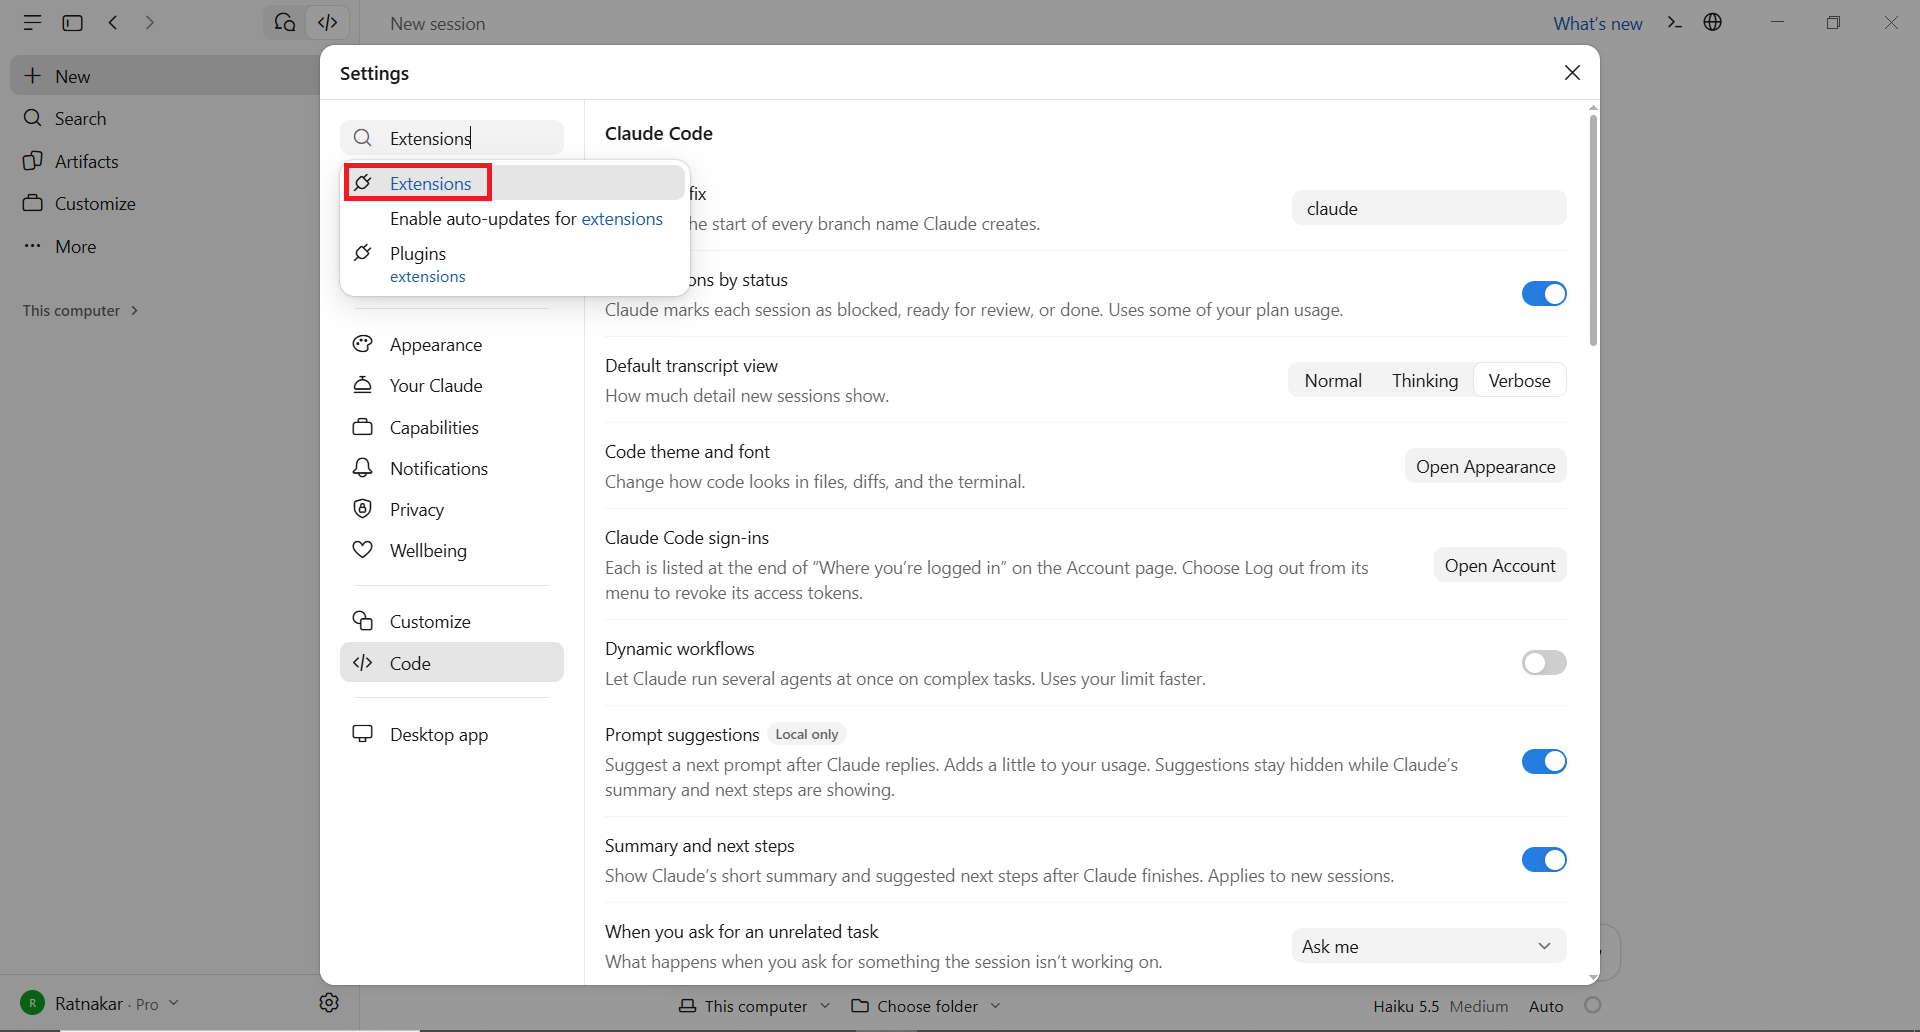 New session
What's new
New
Search
Artifacts
Customize
More
This computer
Settings
Extensions
Extensions
Enable auto-updates for extensions
Plugins
extensions
Appearance
Your Claude
Capabilities
Notifications
Privacy
Wellbeing
Customize
Code
Desktop app
Claude Code
fix
he start of every branch name Claude creates.
claude
ons by status
Claude marks each session as blocked, ready for review, or done. Uses some of your plan usage.
Default transcript view
How much detail new sessions show.
Normal Thinking Verbose
Code theme and font
Change how code looks in files, diffs, and the terminal.
Open Appearance
Claude Code sign-ins
Each is listed at the end of “Where you’re logged in” on the Account page. Choose Log out from its
menu to revoke its access tokens.
Open Account
Dynamic workflows
Let Claude run several agents at once on complex tasks. Uses your limit faster.
Prompt suggestions Local only
Suggest a next prompt after Claude replies. Adds a little to your usage. Suggestions stay hidden while Claude’s
summary and next steps are showing.
Summary and next steps
Show Claude’s short summary and suggested next steps after Claude finishes. Applies to new sessions.
When you ask for an unrelated task
What happens when you ask for something the session isn’t working on.
Ask me
R Ratnakar · Pro
This computer Choose folder
Haiku 5.5 Medium Auto